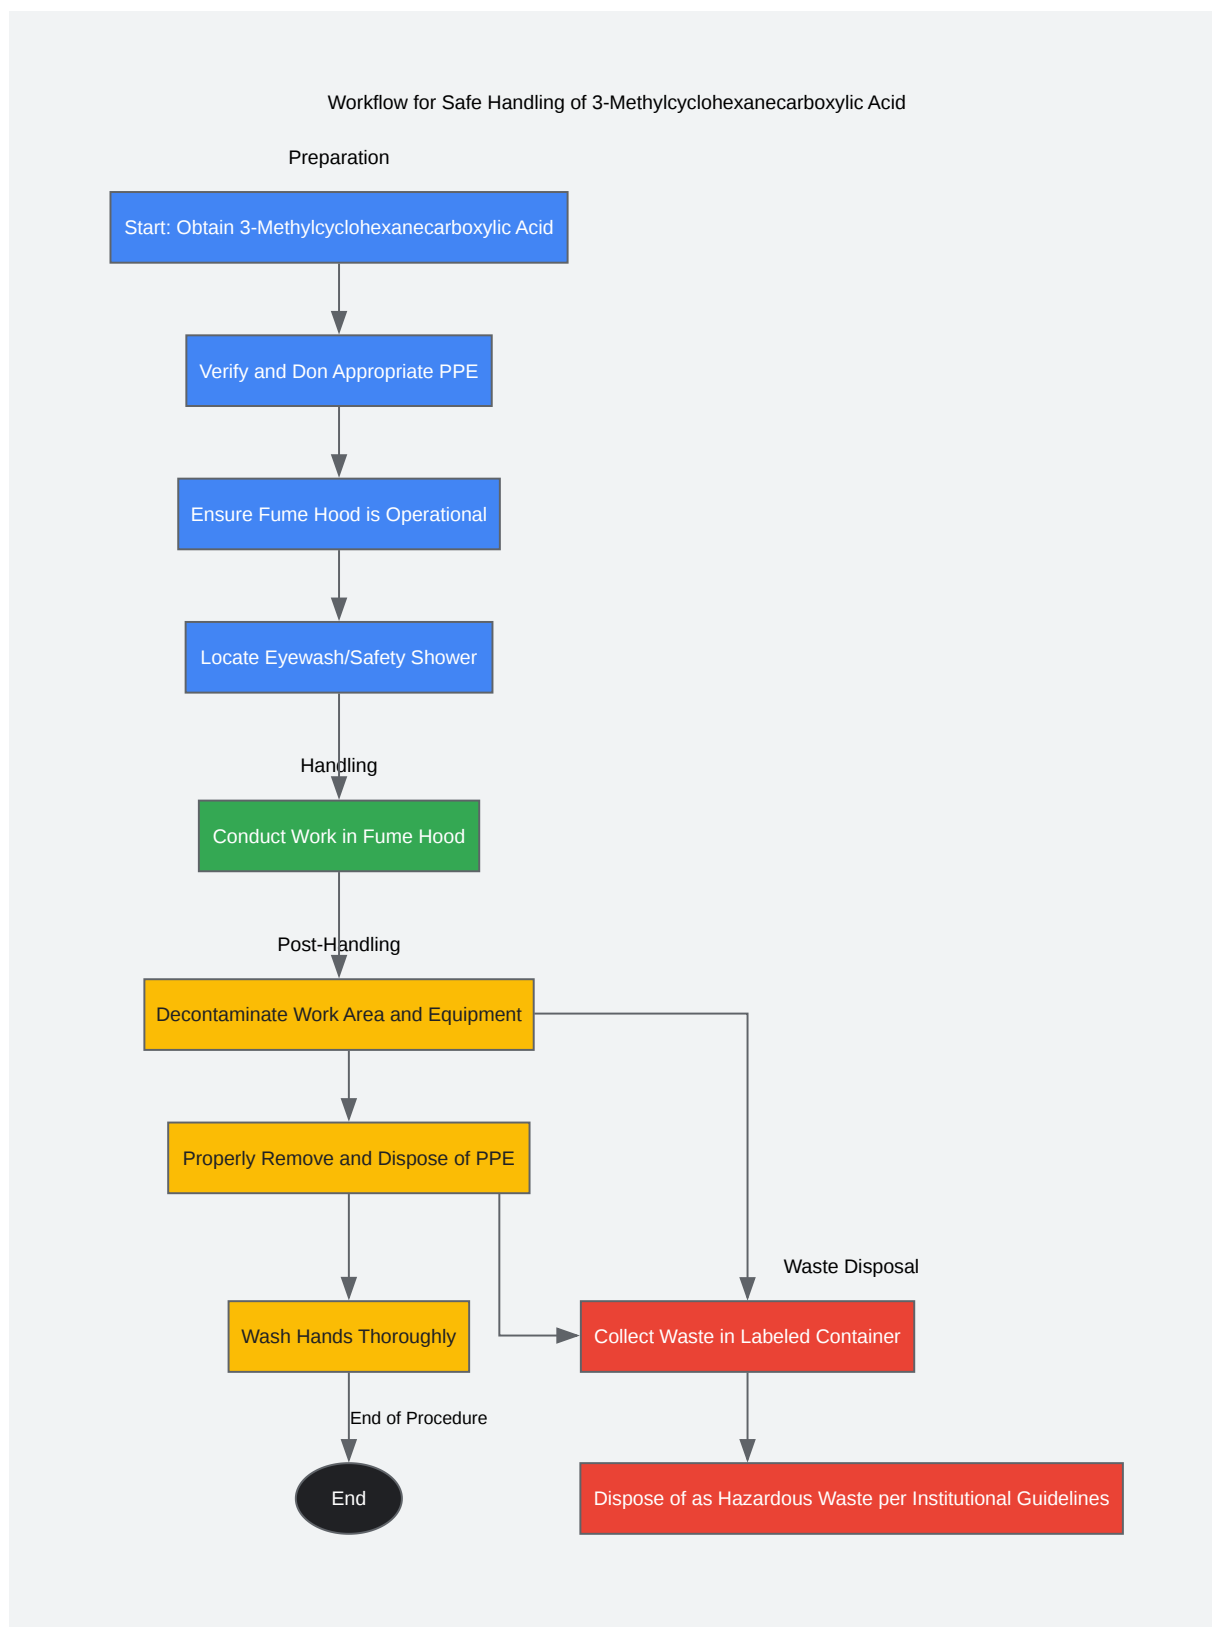 Workflow for Safe Handling of 3-Methylcyclohexanecarboxylic Acid
Preparation
Start: Obtain 3-Methylcyclohexanecarboxylic Acid
Verify and Don Appropriate PPE
Ensure Fume Hood is Operational
Locate Eyewash/Safety Shower
Handling
Conduct Work in Fume Hood
Post-Handling
Decontaminate Work Area and Equipment
Properly Remove and Dispose of PPE
Waste Disposal
Wash Hands Thoroughly
Collect Waste in Labeled Container
End of Procedure
End
Dispose of as Hazardous Waste per Institutional Guidelines